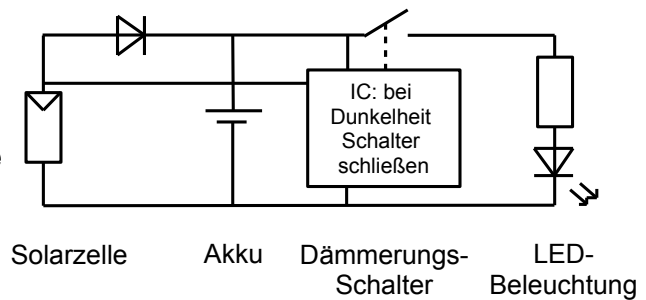 IC: bei
Dunkelheit
Schalter
schließen
Solarzelle
Akku
Dämmerungs-
Schalter
LED-
Beleuchtung